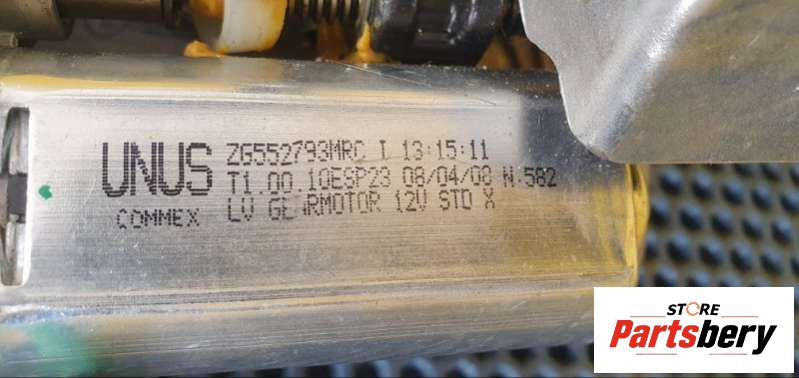 UNUS
COMMEX
ZG552793MRC I 13:15:11
T1.00.10ESP23 08/04/08 N.582
LV GEARMOTOR 12V STD X
STORE
Partsbery